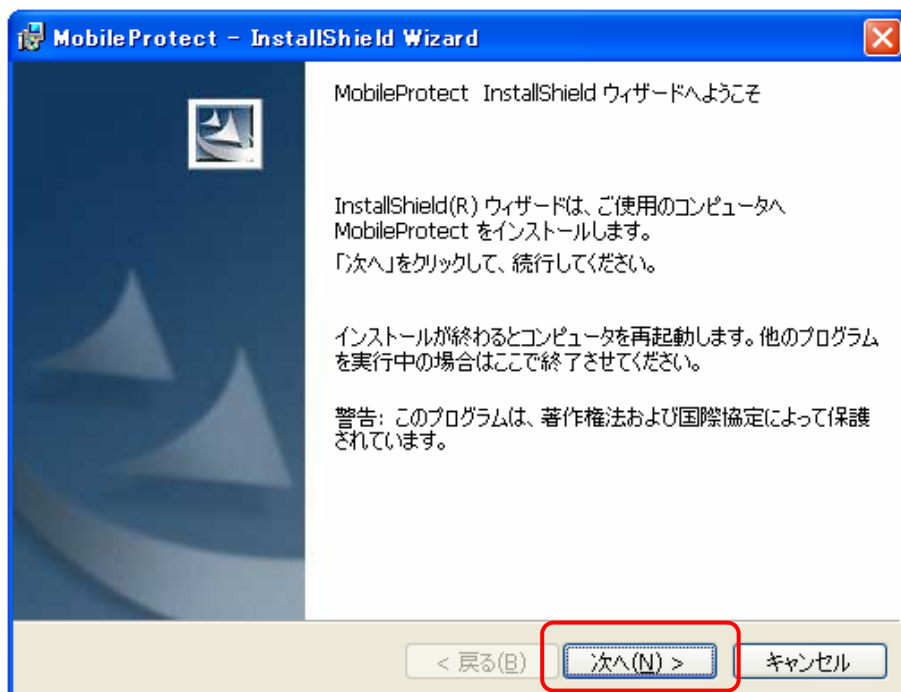 MobileProtect - InstallShield Wizard
MobileProtect InstallShield ウィザードへようこそ
InstallShield(R) ウィザードは、ご使用のコンピュータへ
MobileProtect をインストールします。
「次へ」をクリックして、続行してください。
インストールが終わるとコンピュータを再起動します。他のプログラム
を実行中の場合はここで終了させてください。
警告: このプログラムは、著作権法および国際協定によって保護
されています。
< 戻る(B)
次へ(N) >
キャンセル